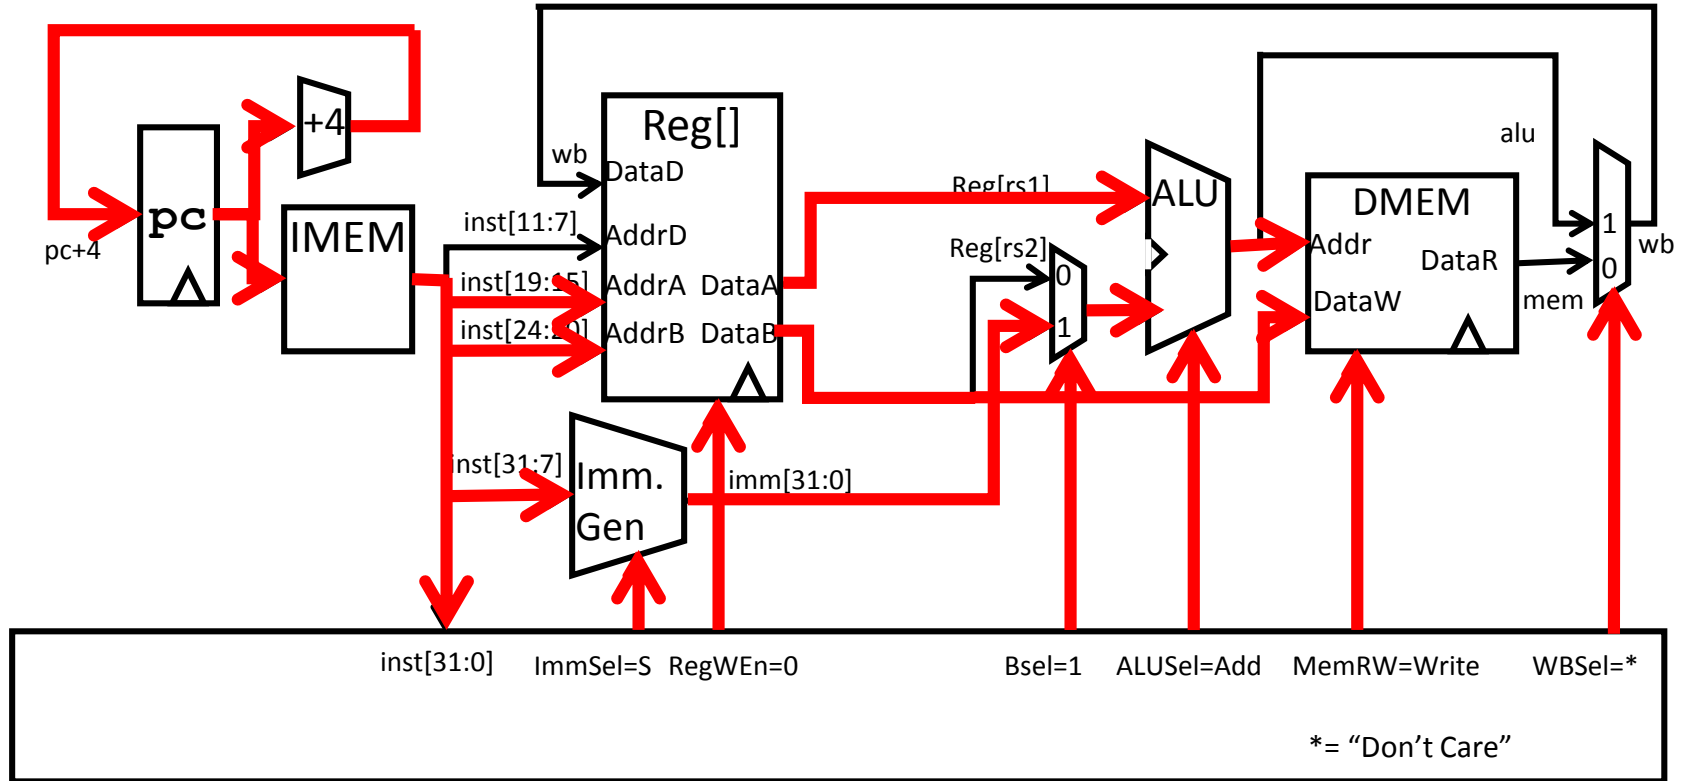 +4
Reg[]
wb
DataD
alu
Reg[rs1]
ALU
DMEM
pc
IMEM
inst[11:7]
AddrD
Reg[rs2]
1
wb
pc+4
Addr
DataR
0
0
inst[19:15]
AddrA
DataA
mem
DataW
1
inst[24:20]
AddrB
DataB
inst[31:7]
Imm.
Gen
imm[31:0]
inst[31:0]
ImmSel=S
RegWEn=0
Bsel=1
ALUSel=Add
MemRW=Write
WBSel=*
*= “Don’t Care”